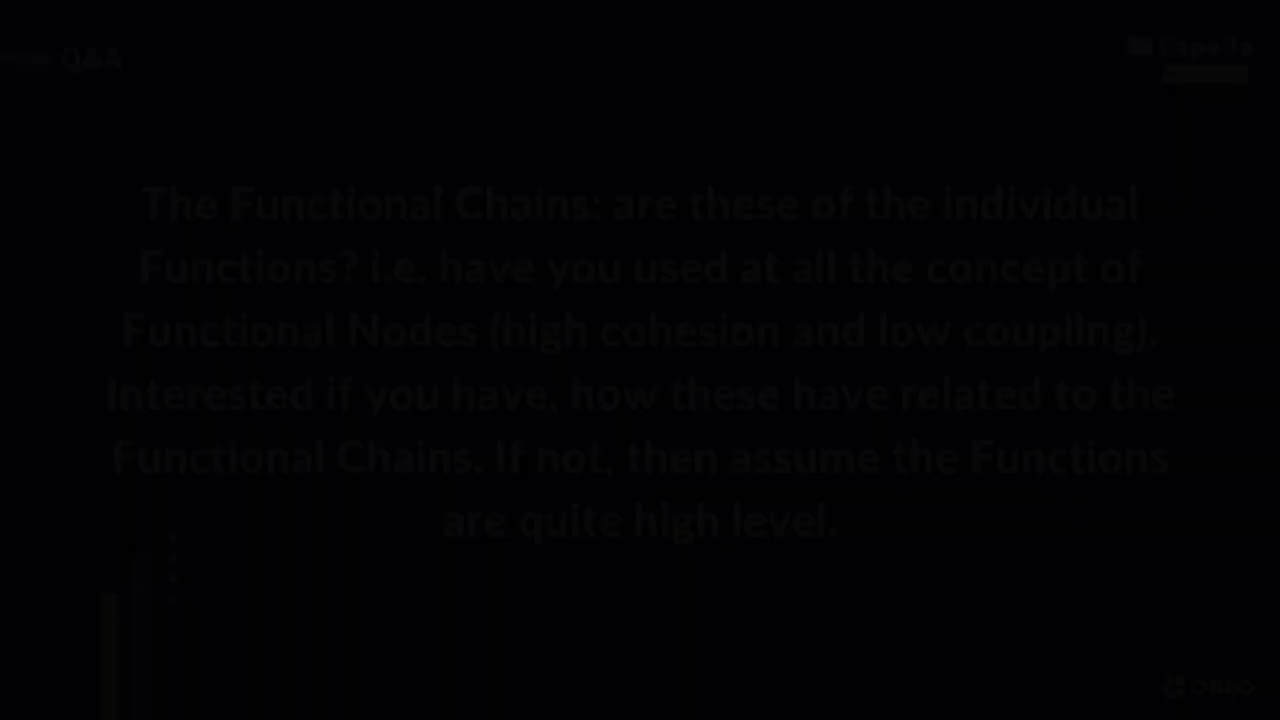 Q&A
Capella
The Functional Chains: are these of the individual
Functions? i.e. have you used at all the concept of
Functional Nodes (high cohesion and low coupling).
Interested if you have, how these have related to the
Functional Chains. If not, then assume the Functions
are quite high level.